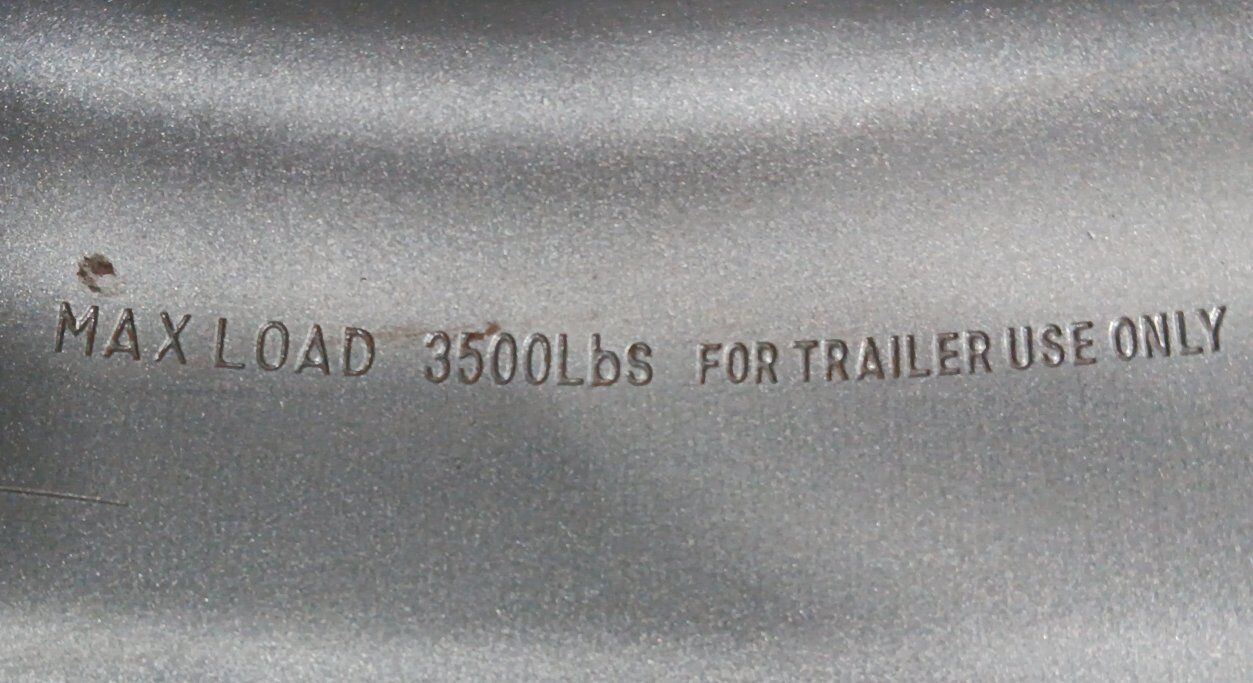 MAX LOAD 3500LbS FOR TRAILER USE ONLY